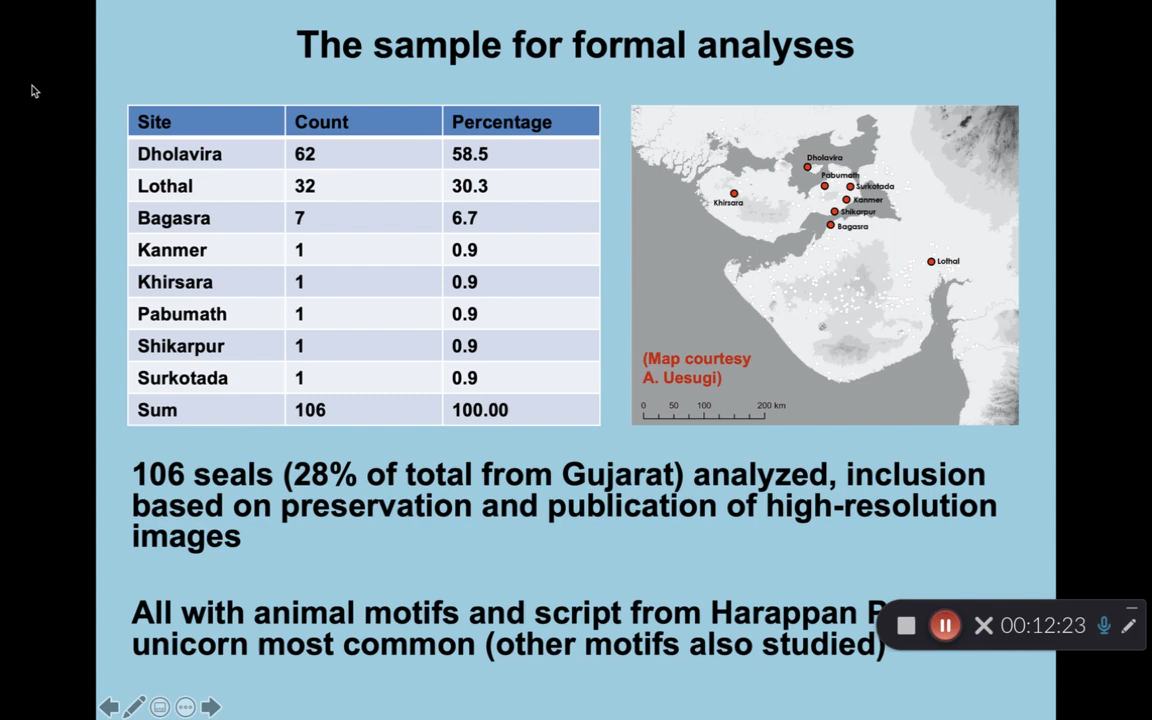 The sample for formal analyses
Site Count Percentage
Dholavira 62 58.5
Lothal 32 30.3
Bagasra 7 6.7
Kanmer 1 0.9
Khirsara 1 0.9
Pabumath 1 0.9
Shikarpur 1 0.9
Surkotada 1 0.9
Sum 106 100.00
Dholavira
Pabumath
Surkotada
Khirsara
Kanmer
Shikarpur
Bagasra
Lothal
(Map courtesy
A. Uesugi)
0 50 100 200 km
106 seals (28% of total from Gujarat) analyzed, inclusion
based on preservation and publication of high-resolution
images
All with animal motifs and script from Harappan
unicorn most common (other motifs also studied)
00:12:23